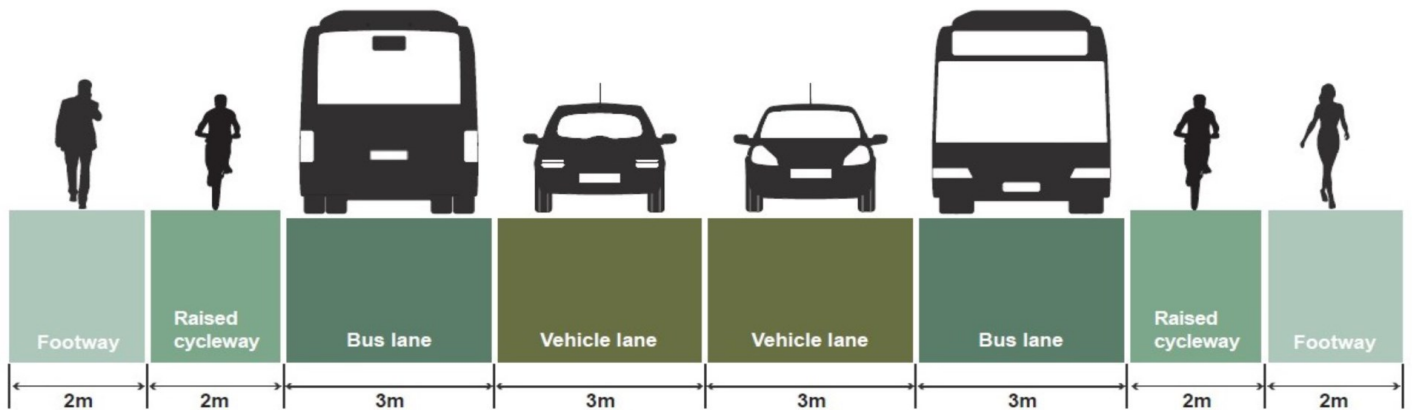 Footway
Raised
cycleway
Bus lane
Vehicle lane
Vehicle lane
Bus lane
Raised
cycleway
Footway
2m
2m
3m
3m
3m
3m
2m
2m